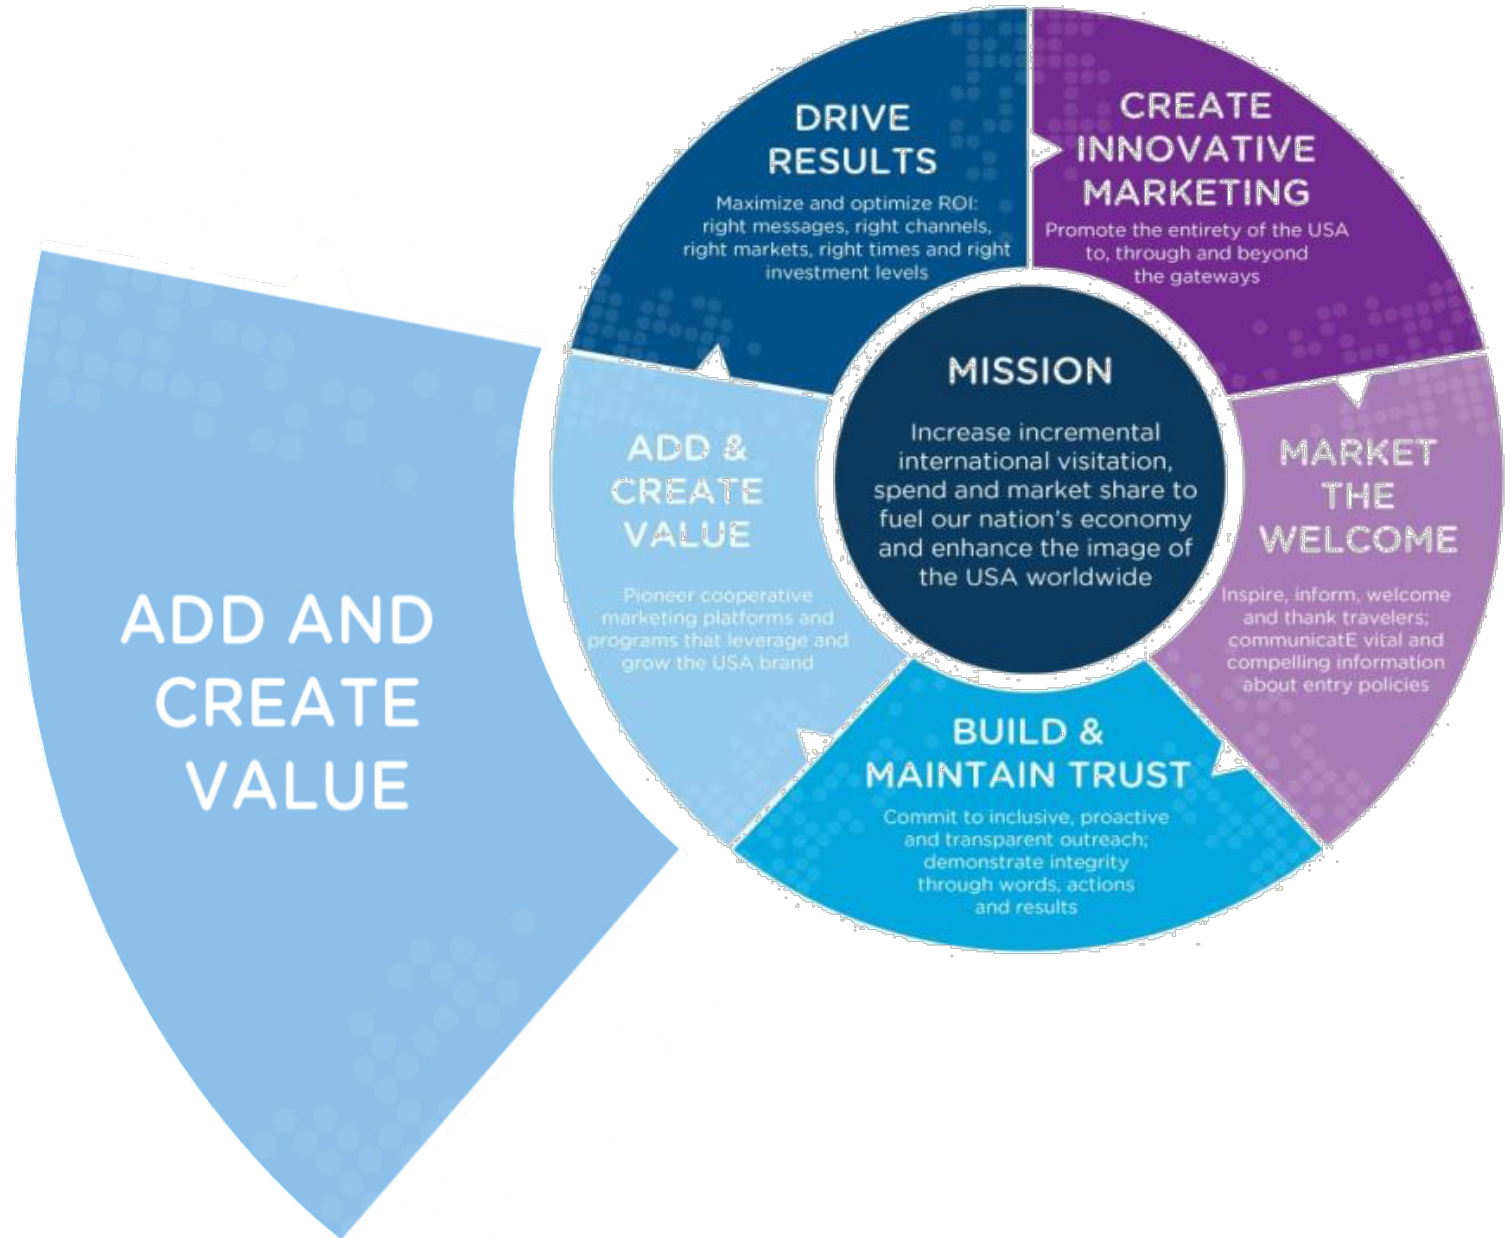 ADD AND
CREATE
VALUE
DRIVE
RESULTS
Maximize and optimize ROI:
right messages, right channels,
right markets, right times and right
investment levels
CREATE
INNOVATIVE
MARKETING
Promote the entirety of the USA
to, through and beyond
the gateways
MISSION
Increase incremental
international visitation,
spend and market share to
fuel our nation's economy
and enhance the image of
the USA worldwide
ADD &
CREATE
VALUE
Pioneer cooperative
marketing platforms and
programs that leverage and
grow the USA brand
MARKET
THE
WELCOME
Inspire, inform, welcome
and thank travelers;
communicatE vital and
compelling information
about entry policies
BUILD &
MAINTAIN TRUST
Commit to inclusive, proactive
and transparent outreach;
demonstrate integrity
through words, actions
and results